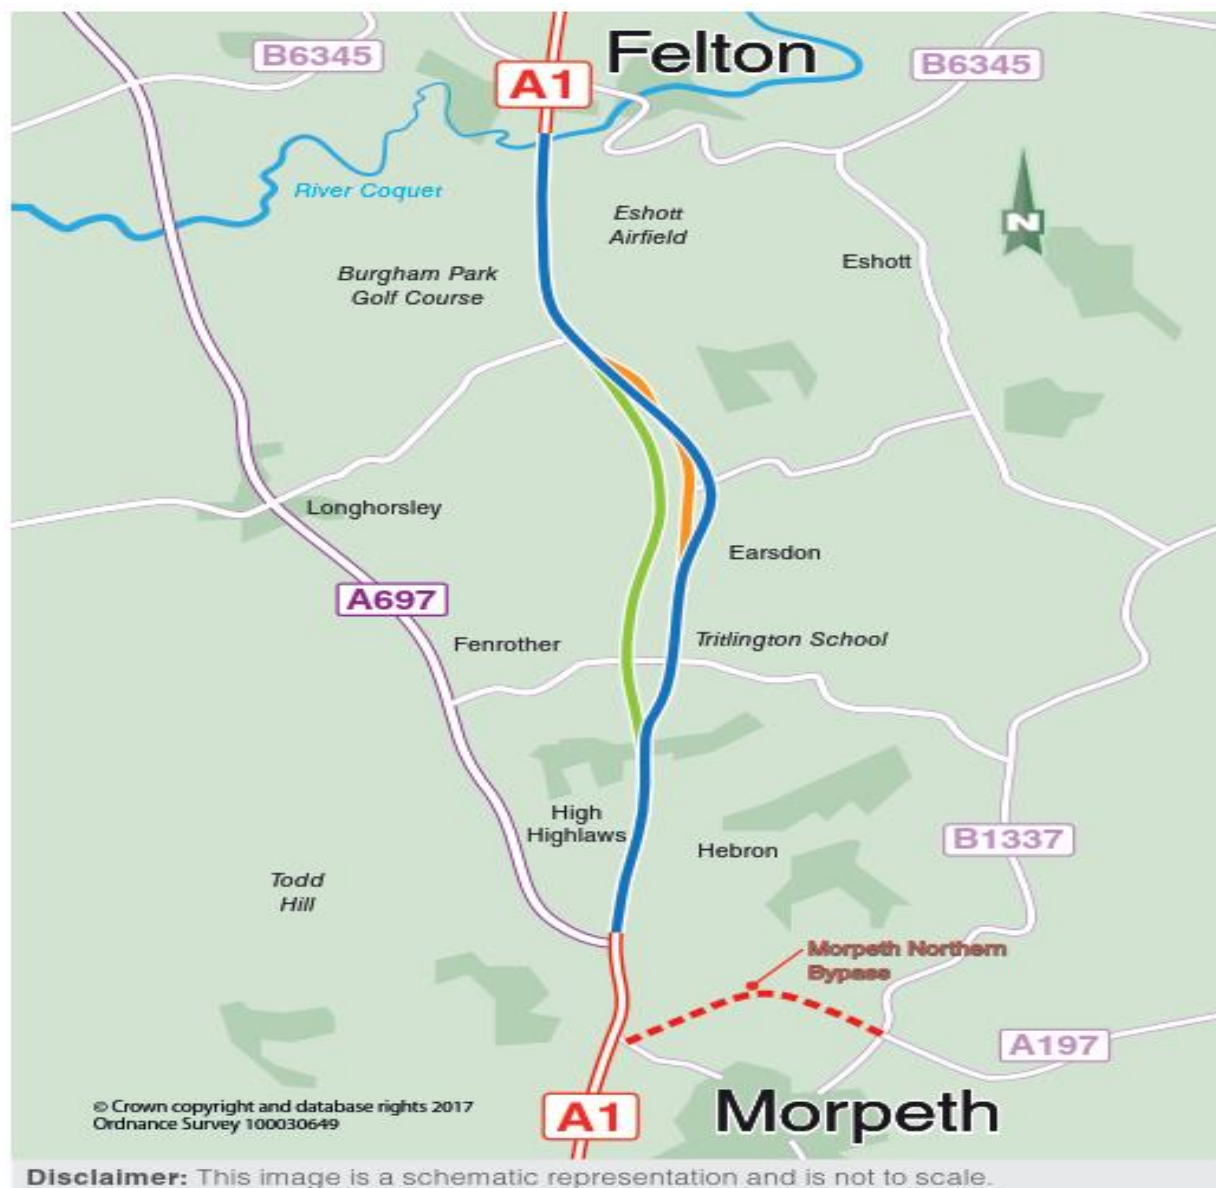 Felton
B6345
B6345
A1
River Coquet
Eshott
Airfield
N
Eshott
Burgham Park
Golf Course
Longhorsley
Earsdon
A697
Fenrother
Tritlington School
High
Highlaws
B1337
Hebron
Todd
Hill
Morpeth Northern
Bypass
A197
A1
Morpeth
© Crown copyright and database rights 2017
Ordnance Survey 100030649
Disclaimer: This image is a schematic representation and is not to scale.